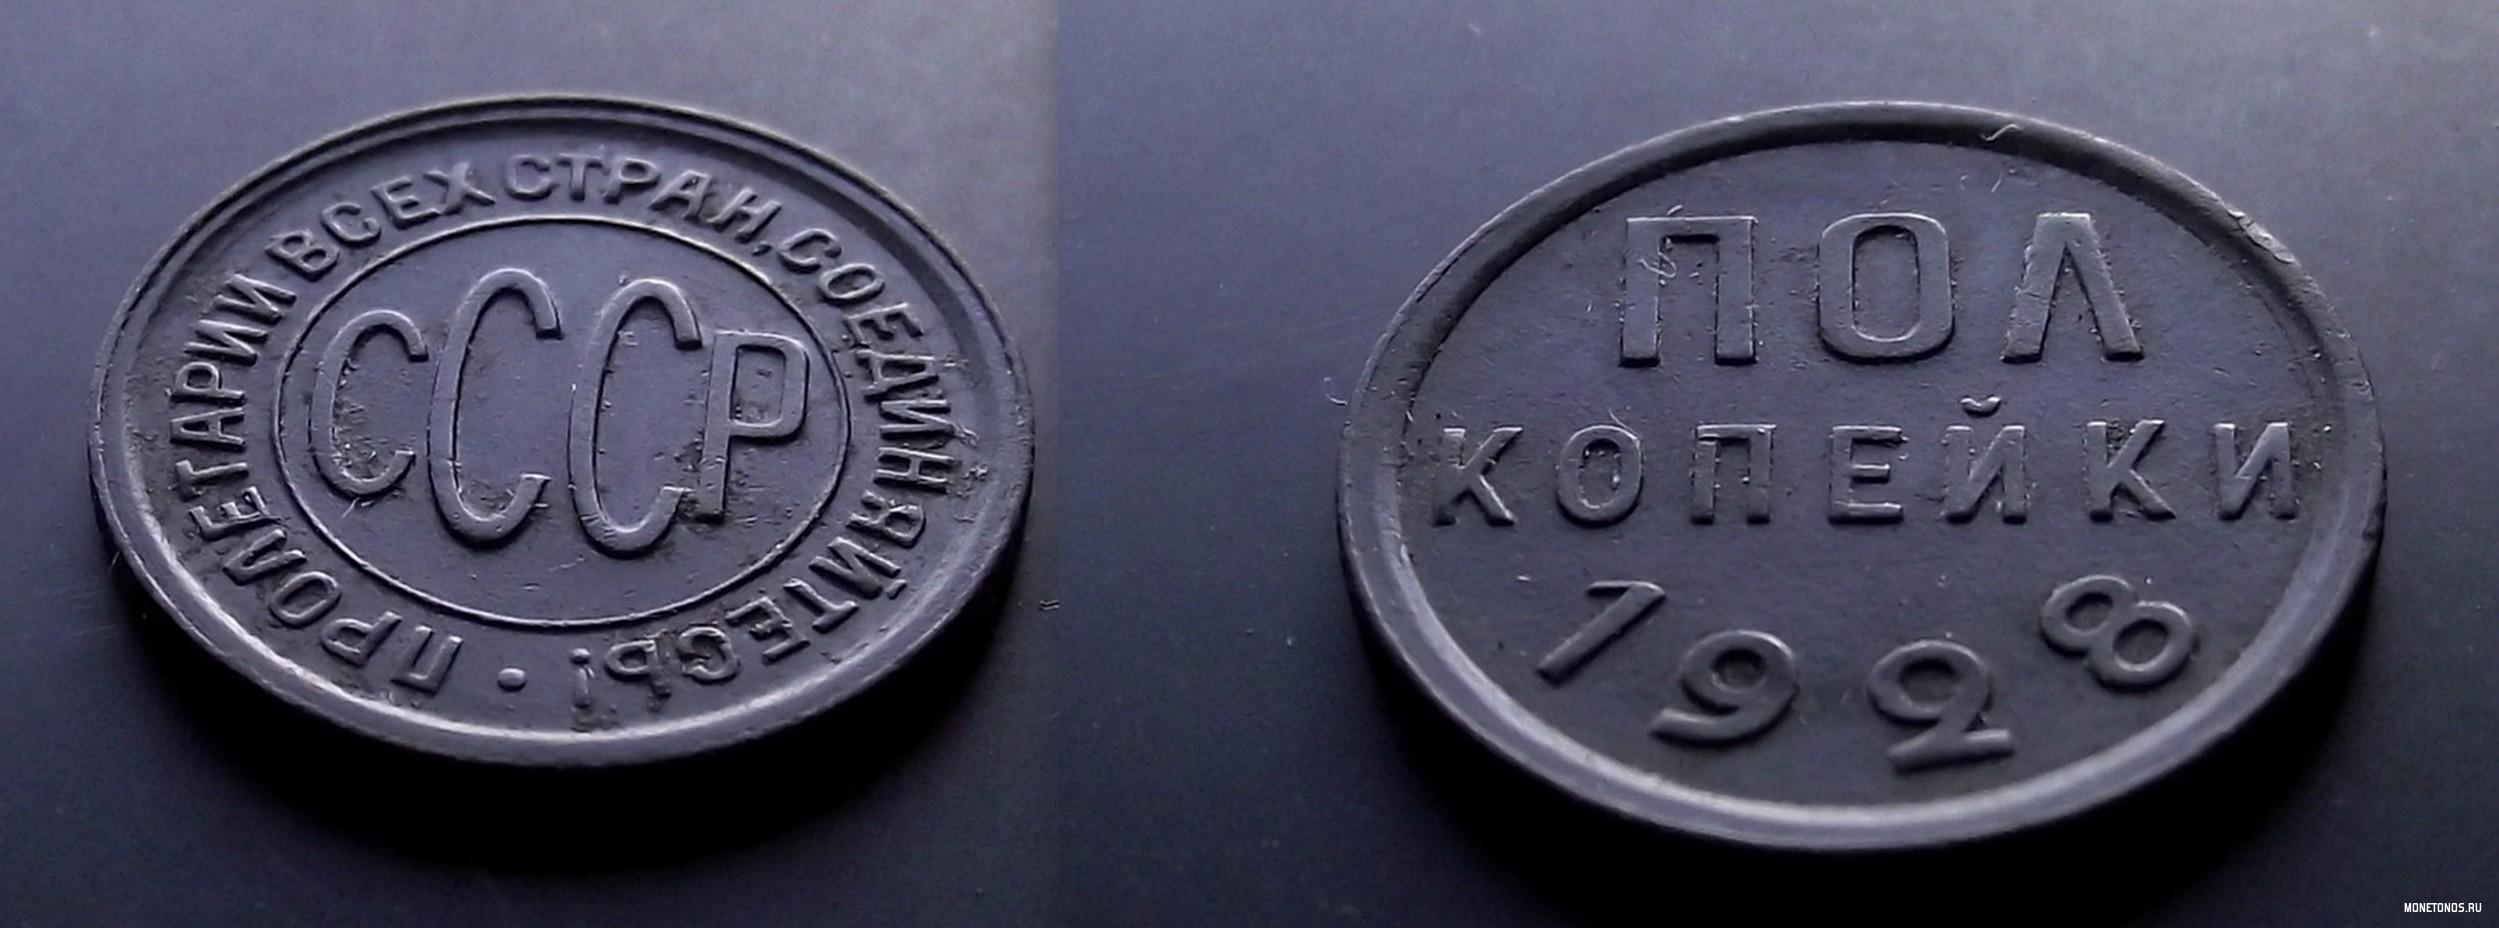 ПРОЛЕТАРИИ ВСЕХ СТРАН, СОЕДИНЯЙТЕСЬ! •
СССР
ПОЛ
КОПЕЙКИ
1928
MONETONOS.RU